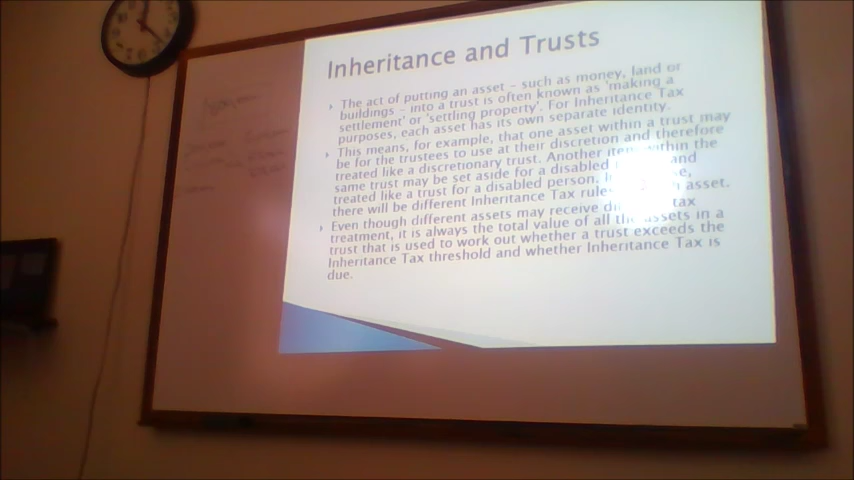 Inheritance and Trusts
The act of putting an asset – such as money, land or
buildings – into a trust is often known as 'making a
settlement' or 'settling property'. For Inheritance Tax
purposes, each asset has its own separate identity.
This means, for example, that one asset within a trust may
be for the trustees to use at their discretion and therefore
treated like a discretionary trust. Another item within the
same trust may be set aside for a disabled and
treated like a trust for a disabled person.
there will be different Inheritance Tax rules asset.
Even though different assets may receive tax
treatment, it is always the total value of all the assets in a
trust that is used to work out whether a trust exceeds the
Inheritance Tax threshold and whether Inheritance Tax is
due.